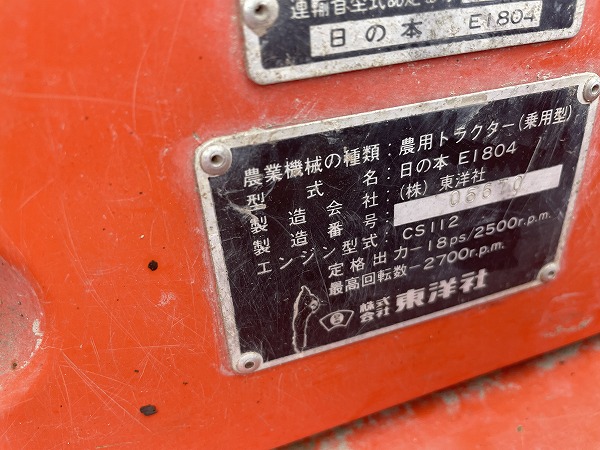 日の本 E1804
農業機械の種類：農用トラクター(乗用型)
型式名：日の本 E1804
製造会社：(株) 東洋社
製造番号：
エンジン型式：CS112
定格出力－18ps/2500r.p.m.
最高回転数－2700r.p.m.
株式会社 東洋社